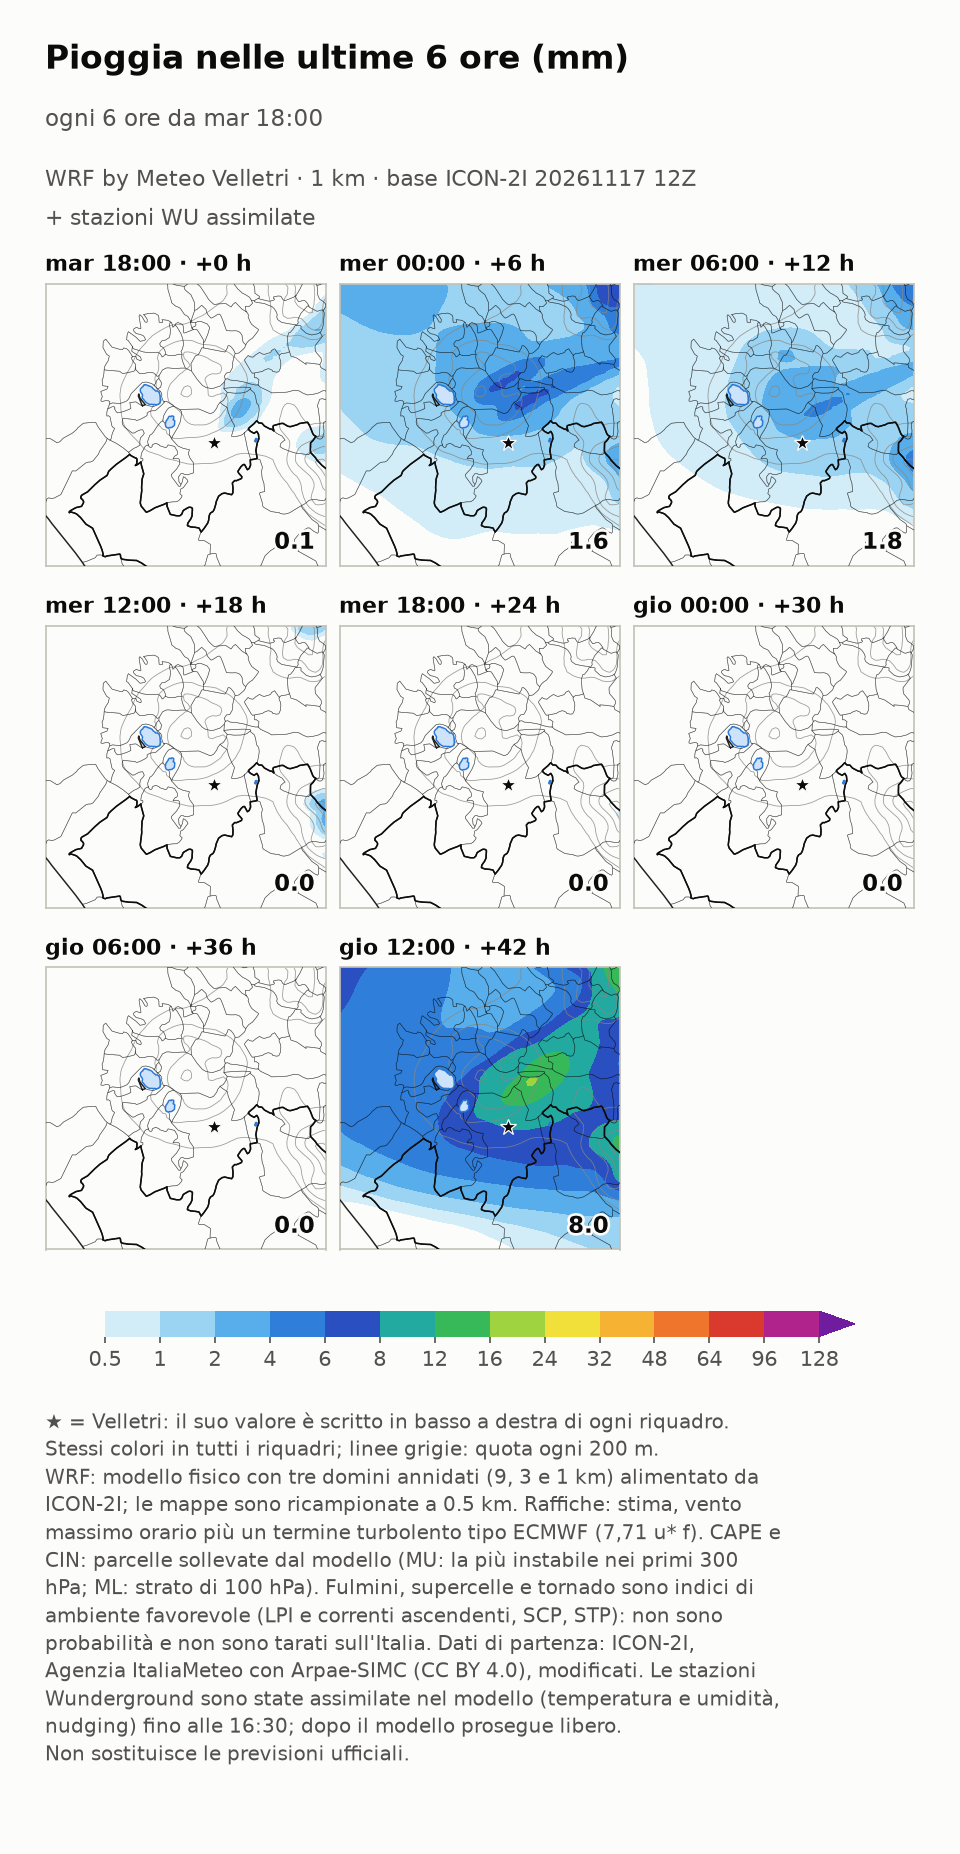 Pioggia nelle ultime 6 ore (mm)
ogni 6 ore da mar 18:00
WRF by Meteo Velletri · 1 km · base ICON-2I 20261117 12Z
+ stazioni WU assimilate
mar 18:00 · +0 h
mer 00:00 · +6 h
mer 06:00 · +12 h
0.1
1.6
1.8
mer 12:00 · +18 h
mer 18:00 · +24 h
gio 00:00 · +30 h
0.0
0.0
0.0
gio 06:00 · +36 h
gio 12:00 · +42 h
0.0
8.0
0.5 1 2 4 6 8 12 16 24 32 48 64 96 128
★ = Velletri: il suo valore è scritto in basso a destra di ogni riquadro.
Stessi colori in tutti i riquadri; linee grigie: quota ogni 200 m.
WRF: modello fisico con tre domini annidati (9, 3 e 1 km) alimentato da
ICON-2I; le mappe sono ricampionate a 0.5 km. Raffiche: stima, vento
massimo orario più un termine turbolento tipo ECMWF (7,71 u* f). CAPE e
CIN: parcelle sollevate dal modello (MU: la più instabile nei primi 300
hPa; ML: strato di 100 hPa). Fulmini, supercelle e tornado sono indici di
ambiente favorevole (LPI e correnti ascendenti, SCP, STP): non sono
probabilità e non sono tarati sull'Italia. Dati di partenza: ICON-2I,
Agenzia ItaliaMeteo con Arpae-SIMC (CC BY 4.0), modificati. Le stazioni
Wunderground sono state assimilate nel modello (temperatura e umidità,
nudging) fino alle 16:30; dopo il modello prosegue libero.
Non sostituisce le previsioni ufficiali.